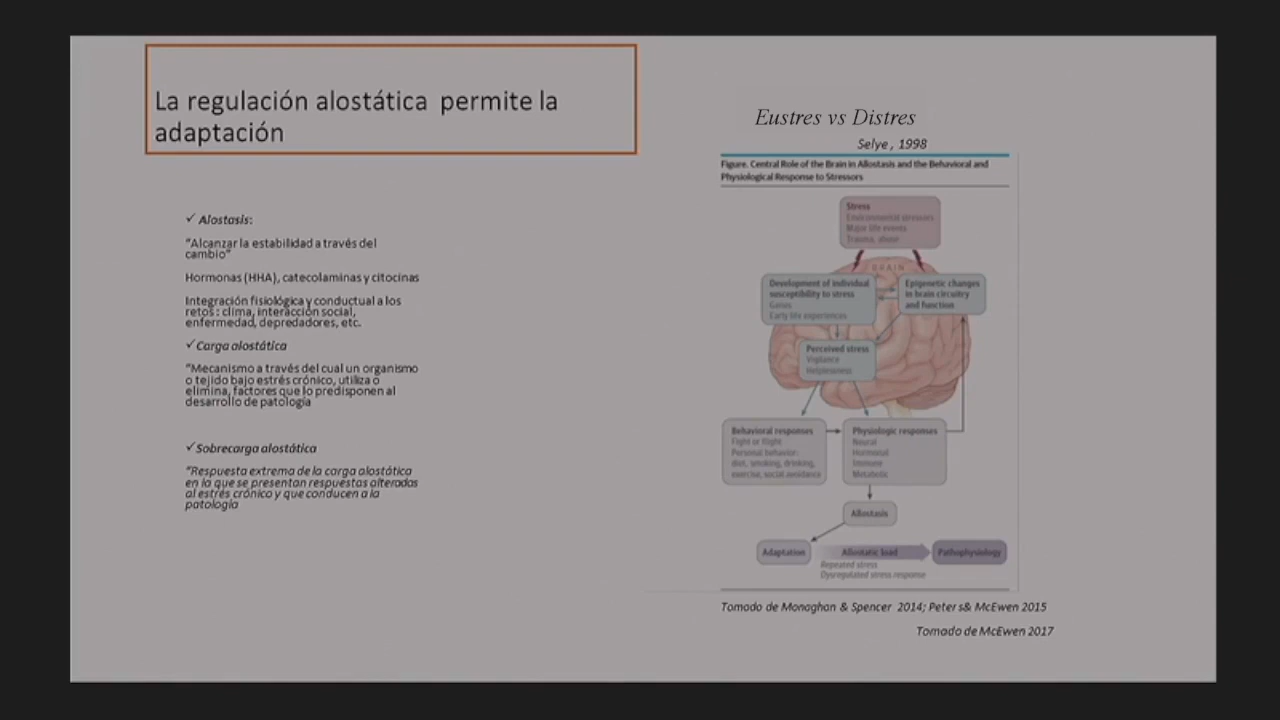 La regulación alostática permite la
adaptación
✓ Alostasis:
"Alcanzar la estabilidad a través del
cambio"
Hormonas (HHA), catecolaminas y citocinas
Integración fisiológica y conductual a los
retos : clima, interacción social,
enfermedad, depredadores, etc.
✓ Carga alostática
"Mecanismo a través del cual un organismo
o tejido bajo estrés crónico, utiliza o
elimina, factores que lo predisponen al
desarrollo de patología
✓ Sobrecarga alostática
"Respuesta extrema de la carga alostática
en la que se presentan respuestas alteradas
al estrés crónico y que conducen a la
patología
Eustres vs Distres
Selye , 1998
Figure. Central Role of the Brain in Allostasis and the Behavioral and
Physiological Response to Stressors
Stress
Environmental stressors
Major life events
Trauma, abuse
BRAIN
Development of individual
susceptibility to stress
Genes
Early life experiences
Epigenetic changes
in brain circuitry
and function
Perceived stress
Vigilance
Helplessness
Behavioral responses
Fight or flight
Personal behavior:
diet, smoking, drinking,
exercise, social avoidance
Physiologic responses
Neural
Hormonal
Immune
Metabolic
Allostasis
Adaptation
Allostatic load
Pathophysiology
Repeated stress
Dysregulated stress response
Tomado de Monaghan & Spencer 2014; Peter s& McEwen 2015
Tomado de McEwen 2017